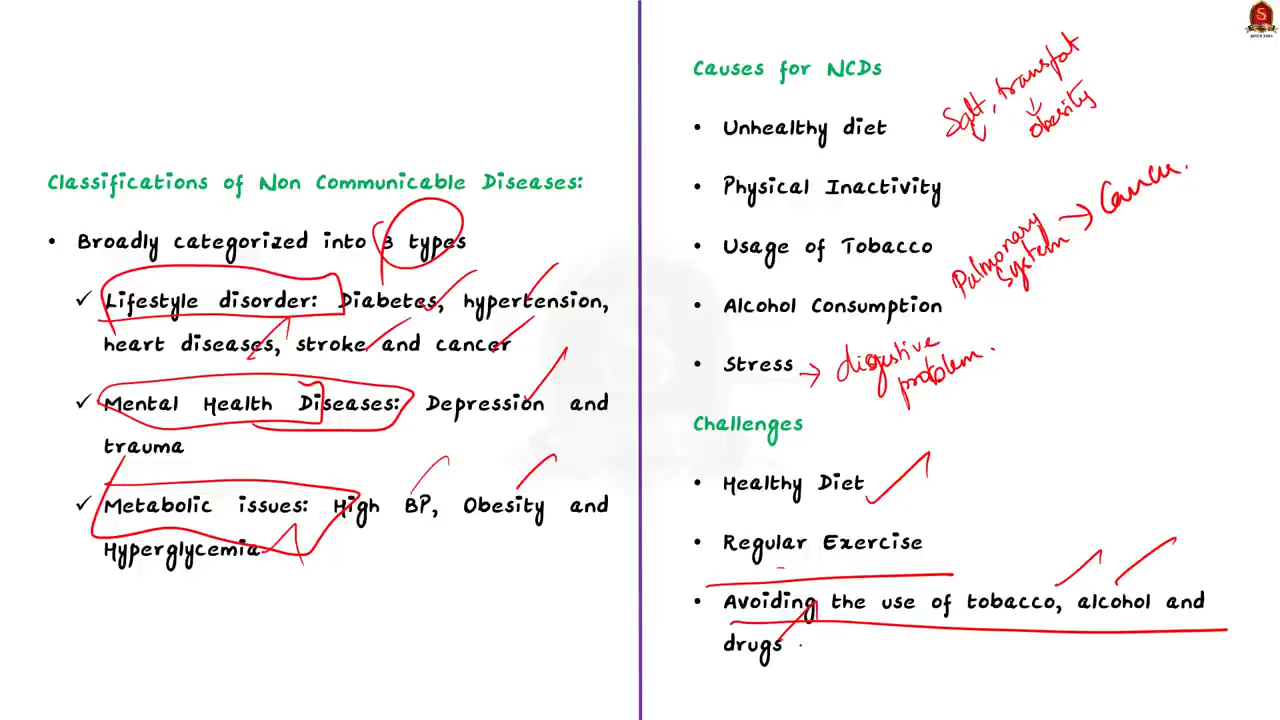 Classifications of Non Communicable Diseases:
• Broadly categorized into 3 types
✓ Lifestyle disorder: Diabetes, hypertension,
heart diseases, stroke and cancer
✓ Mental Health Diseases: Depression and
trauma
✓ Metabolic issues: High BP, Obesity and
Hyperglycemia
Causes for NCDs
• Unhealthy diet
Salt, transfat
obesity
• Physical Inactivity
• Usage of Tobacco
Pulmonary
System → Cancer.
• Alcohol Consumption
• Stress → digestive
problem.
Challenges
• Healthy Diet
• Regular Exercise
• Avoiding the use of tobacco, alcohol and
drugs